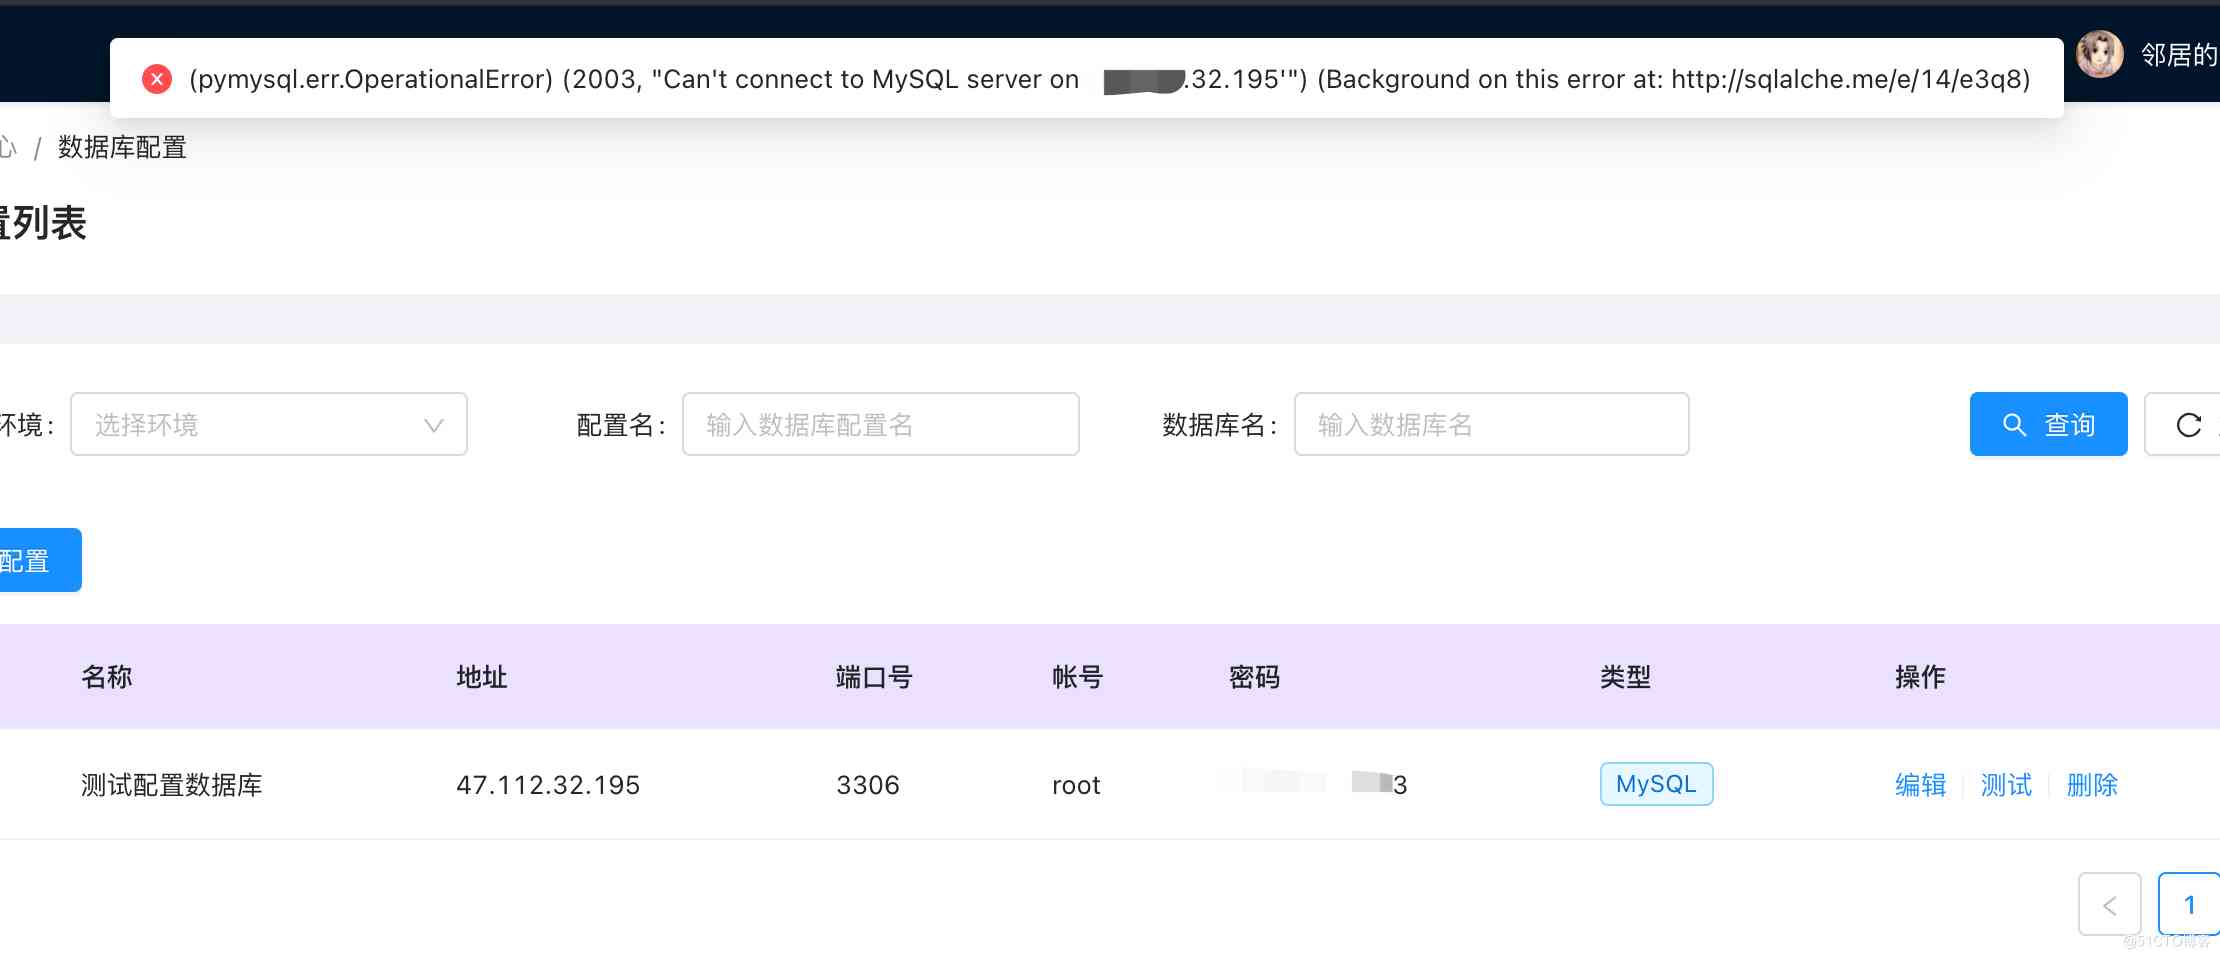 邻居的
(pymysql.err.OperationalError) (2003, "Can't connect to MySQL server on .32.195'") (Background on this error at: http://sqlalche.me/e/14/e3q8)
心 / 数据库配置
置列表
环境: 选择环境 配置名: 输入数据库配置名 数据库名: 输入数据库名 查询
配置
名称 地址 端口号 帐号 密码 类型 操作
测试配置数据库 47.112.32.195 3306 root 3 MySQL 编辑 测试 删除
< 1
@51CTO博客